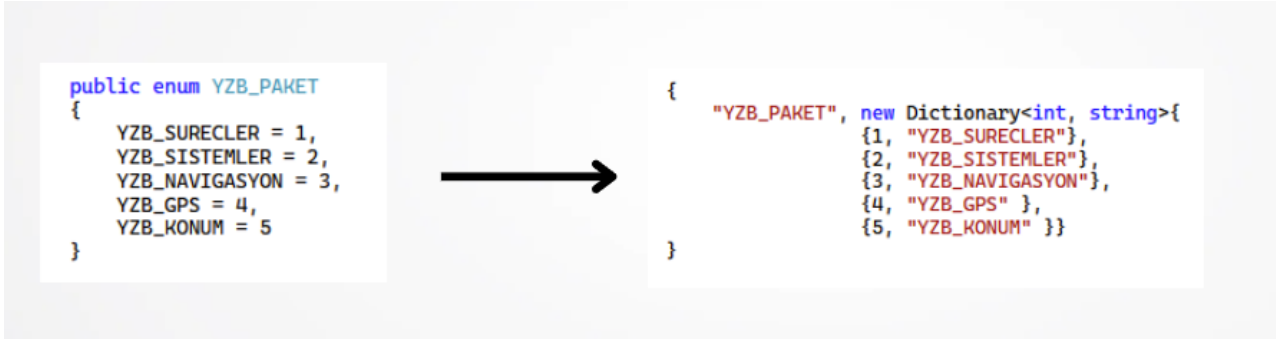 public enum YZB_PAKET
{
YZB_SURECLER = 1,
YZB_SISTEMLER = 2,
YZB_NAVIGASYON = 3,
YZB_GPS = 4,
YZB_KONUM = 5
}
{
"YZB_PAKET", new Dictionary<int, string>{
{1, "YZB_SURECLER"},
{2, "YZB_SISTEMLER"},
{3, "YZB_NAVIGASYON"},
{4, "YZB_GPS" },
{5, "YZB_KONUM" }}
}